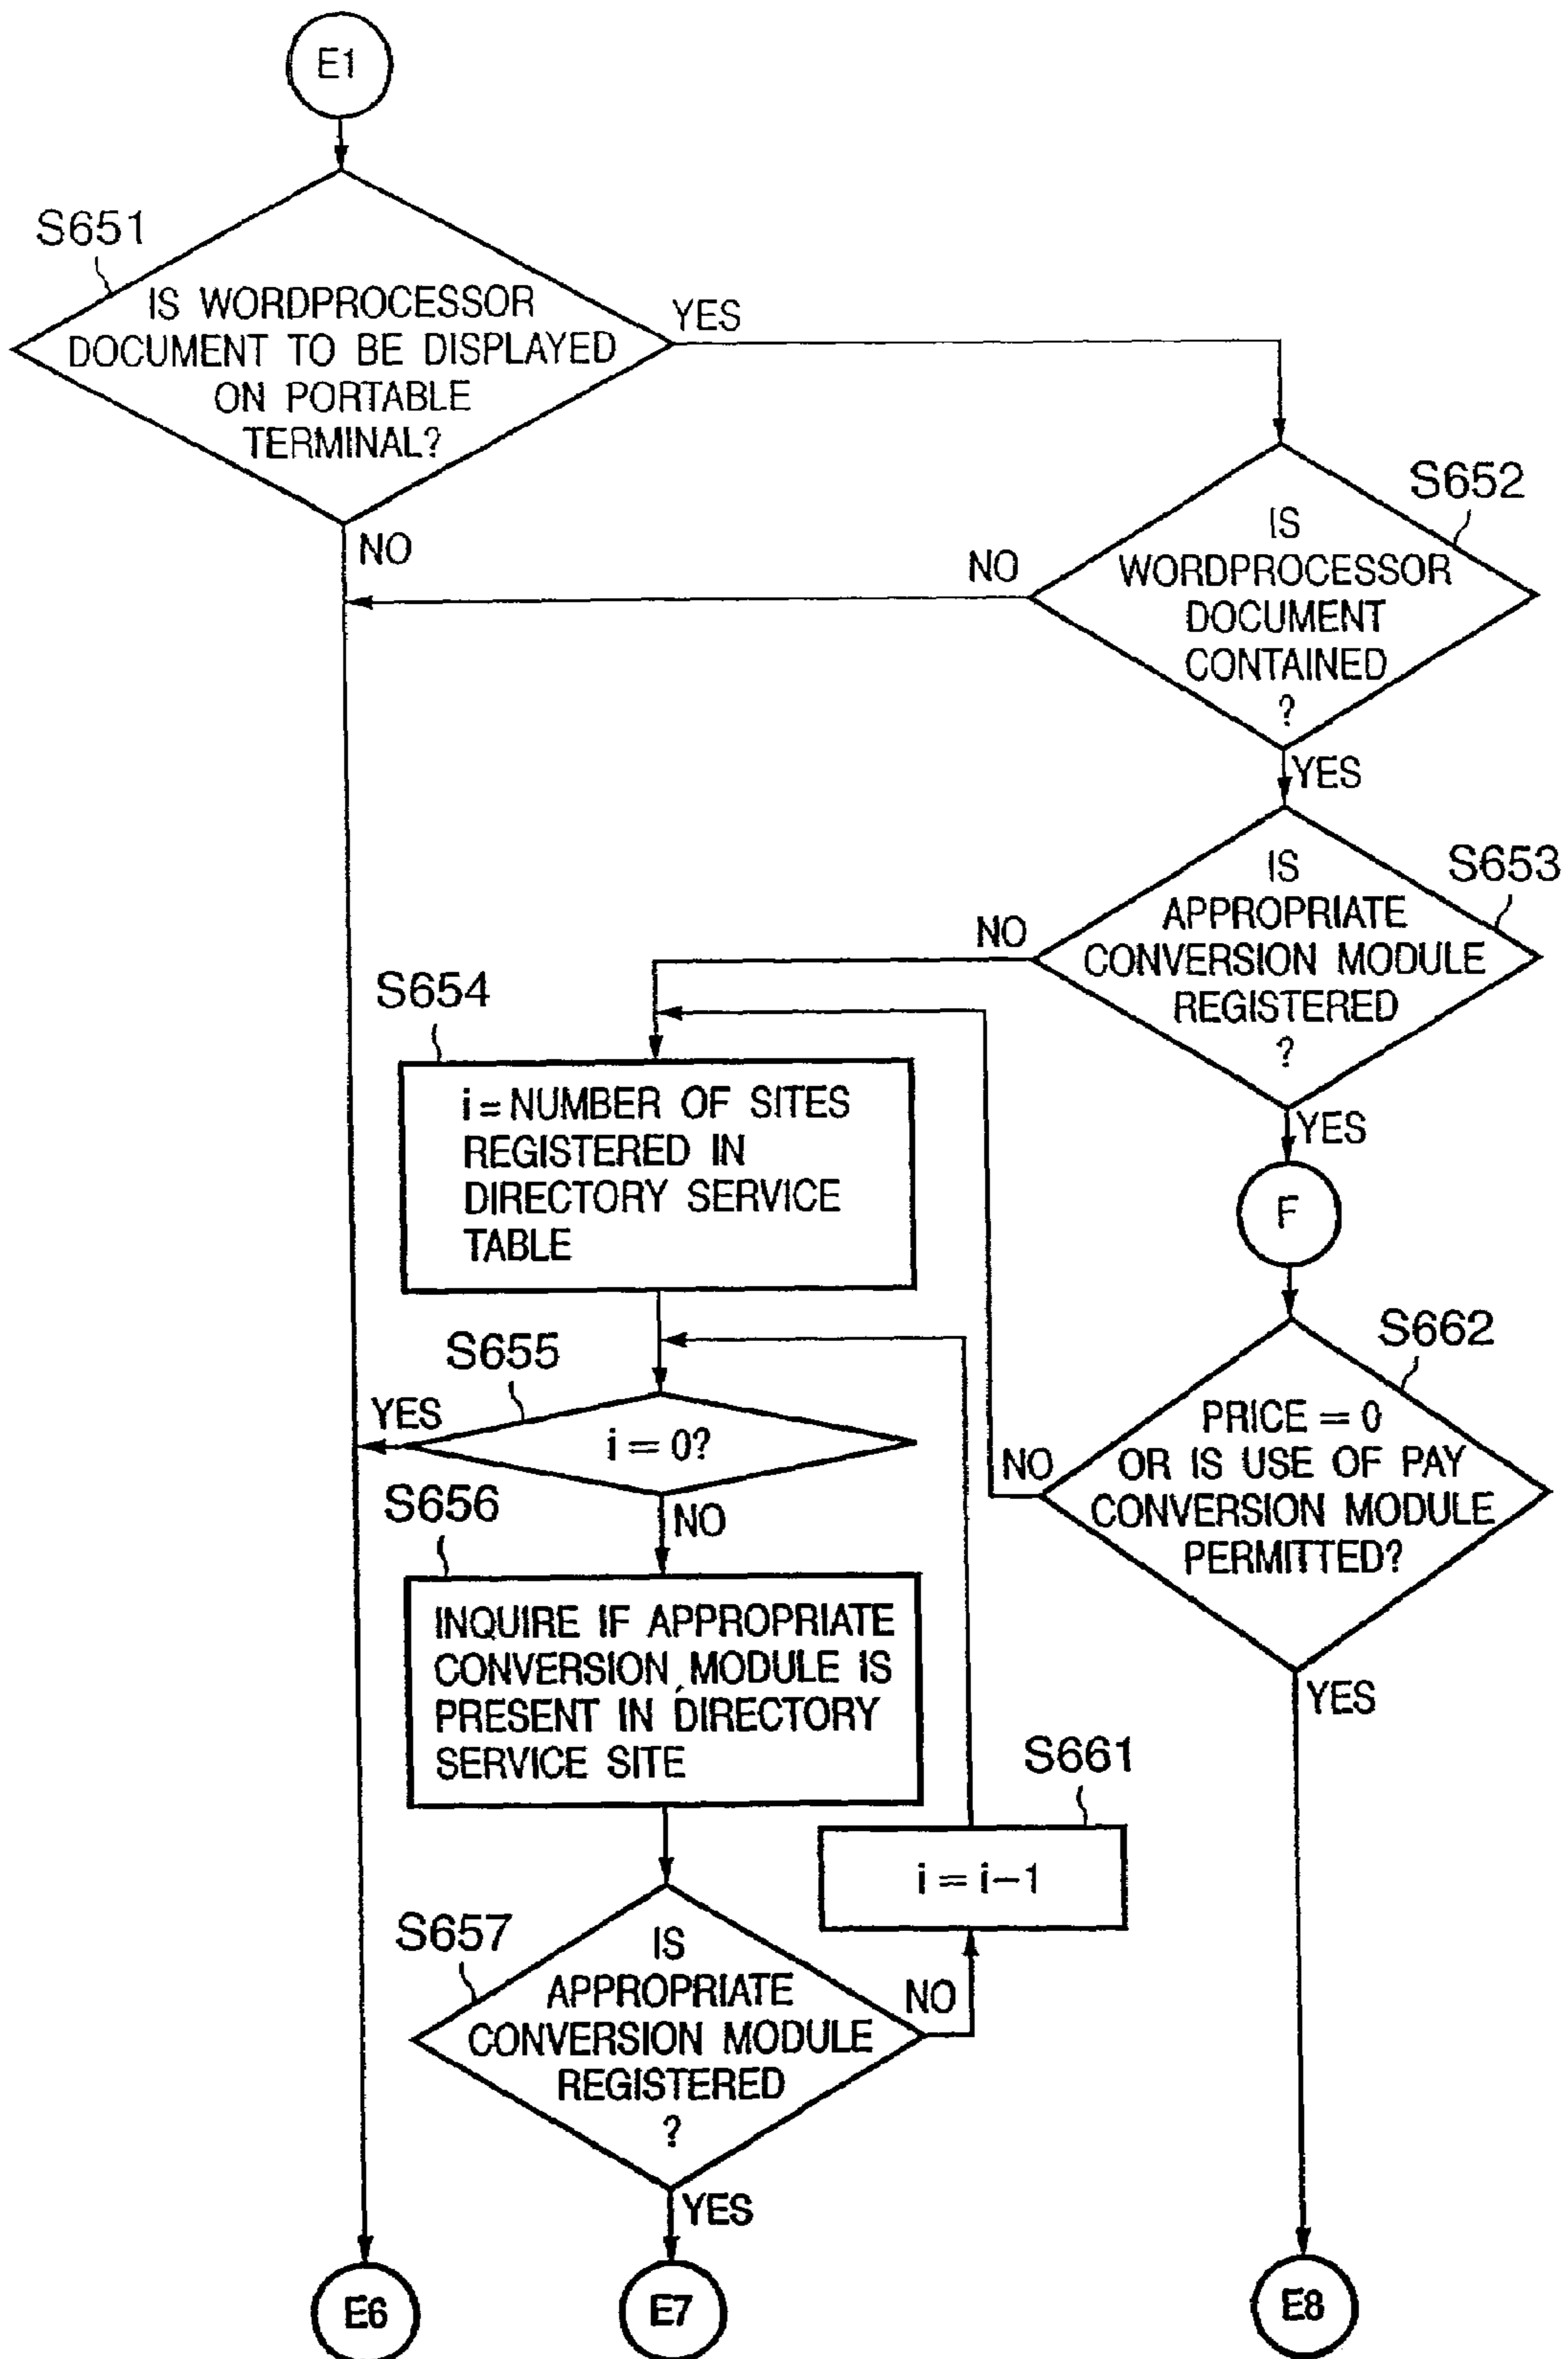 E1
S651
IS WORDPROCESSOR
DOCUMENT TO BE DISPLAYED
ON PORTABLE
TERMINAL?
YES
NO
S652
IS
WORDPROCESSOR
DOCUMENT
CONTAINED
?
NO
YES
S653
IS
APPROPRIATE
CONVERSION MODULE
REGISTERED
?
NO
YES
S654
i = NUMBER OF SITES
REGISTERED IN
DIRECTORY SERVICE
TABLE
F
S655
i = 0?
YES
NO
S662
PRICE = 0
OR IS USE OF PAY
CONVERSION MODULE
PERMITTED?
NO
YES
S656
INQUIRE IF APPROPRIATE
CONVERSION MODULE IS
PRESENT IN DIRECTORY
SERVICE SITE
S661
i = i–1
S657
IS
APPROPRIATE
CONVERSION MODULE
REGISTERED
?
NO
YES
E6
E7
E8